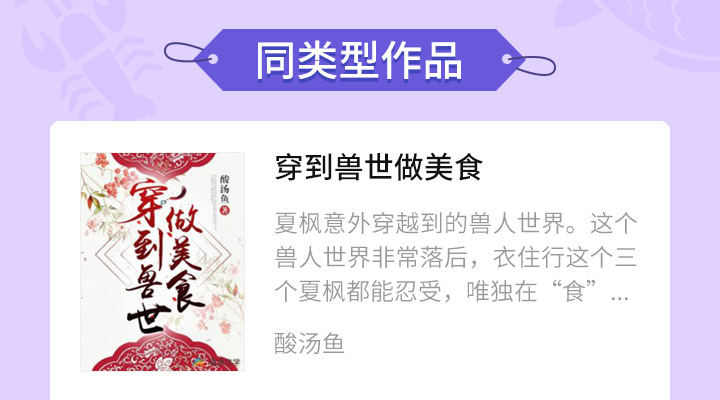 同类型作品
穿到兽世做美食
夏枫意外穿越到的兽人世界。这个
兽人世界非常落后，衣住行这个三
个夏枫都能忍受，唯独在“食”...
酸汤鱼
穿到兽世
做美食
酸汤鱼 著